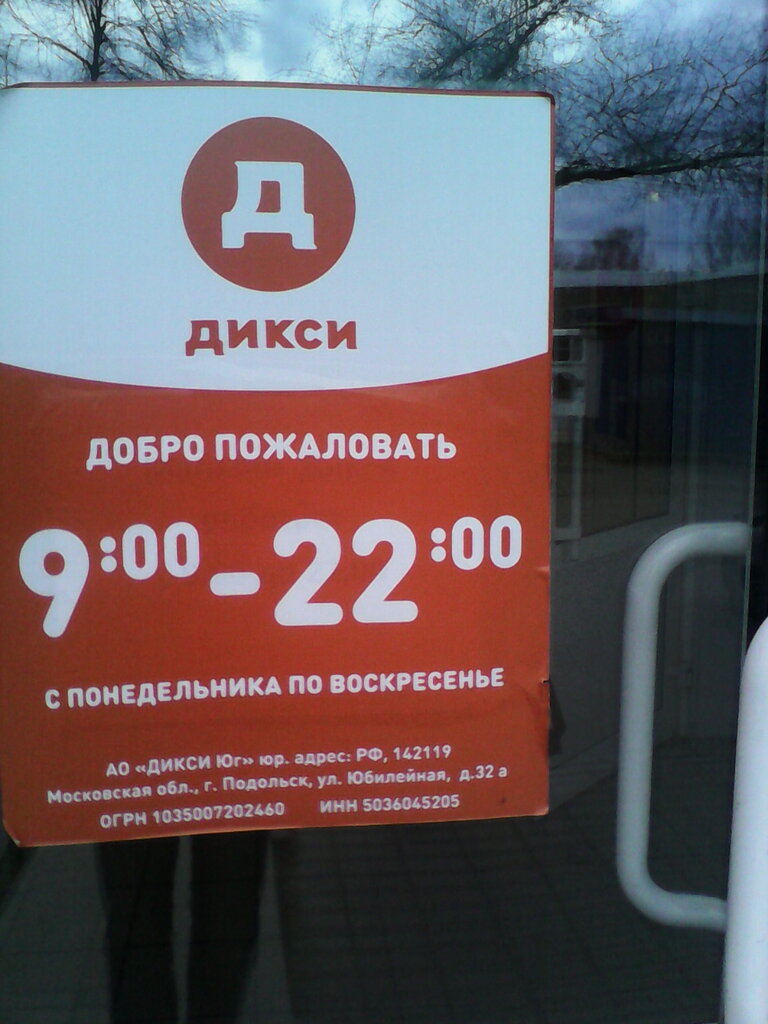 Д
ДИКСИ
ДОБРО ПОЖАЛОВАТЬ
9:00-22:00
С ПОНЕДЕЛЬНИКА ПО ВОСКРЕСЕНЬЕ
АО «ДИКСИ Юг» юр. адрес: РФ, 142119
Московская обл., г. Подольск, ул. Юбилейная, д.32 а
ОГРН 1035007202460 ИНН 5036045205